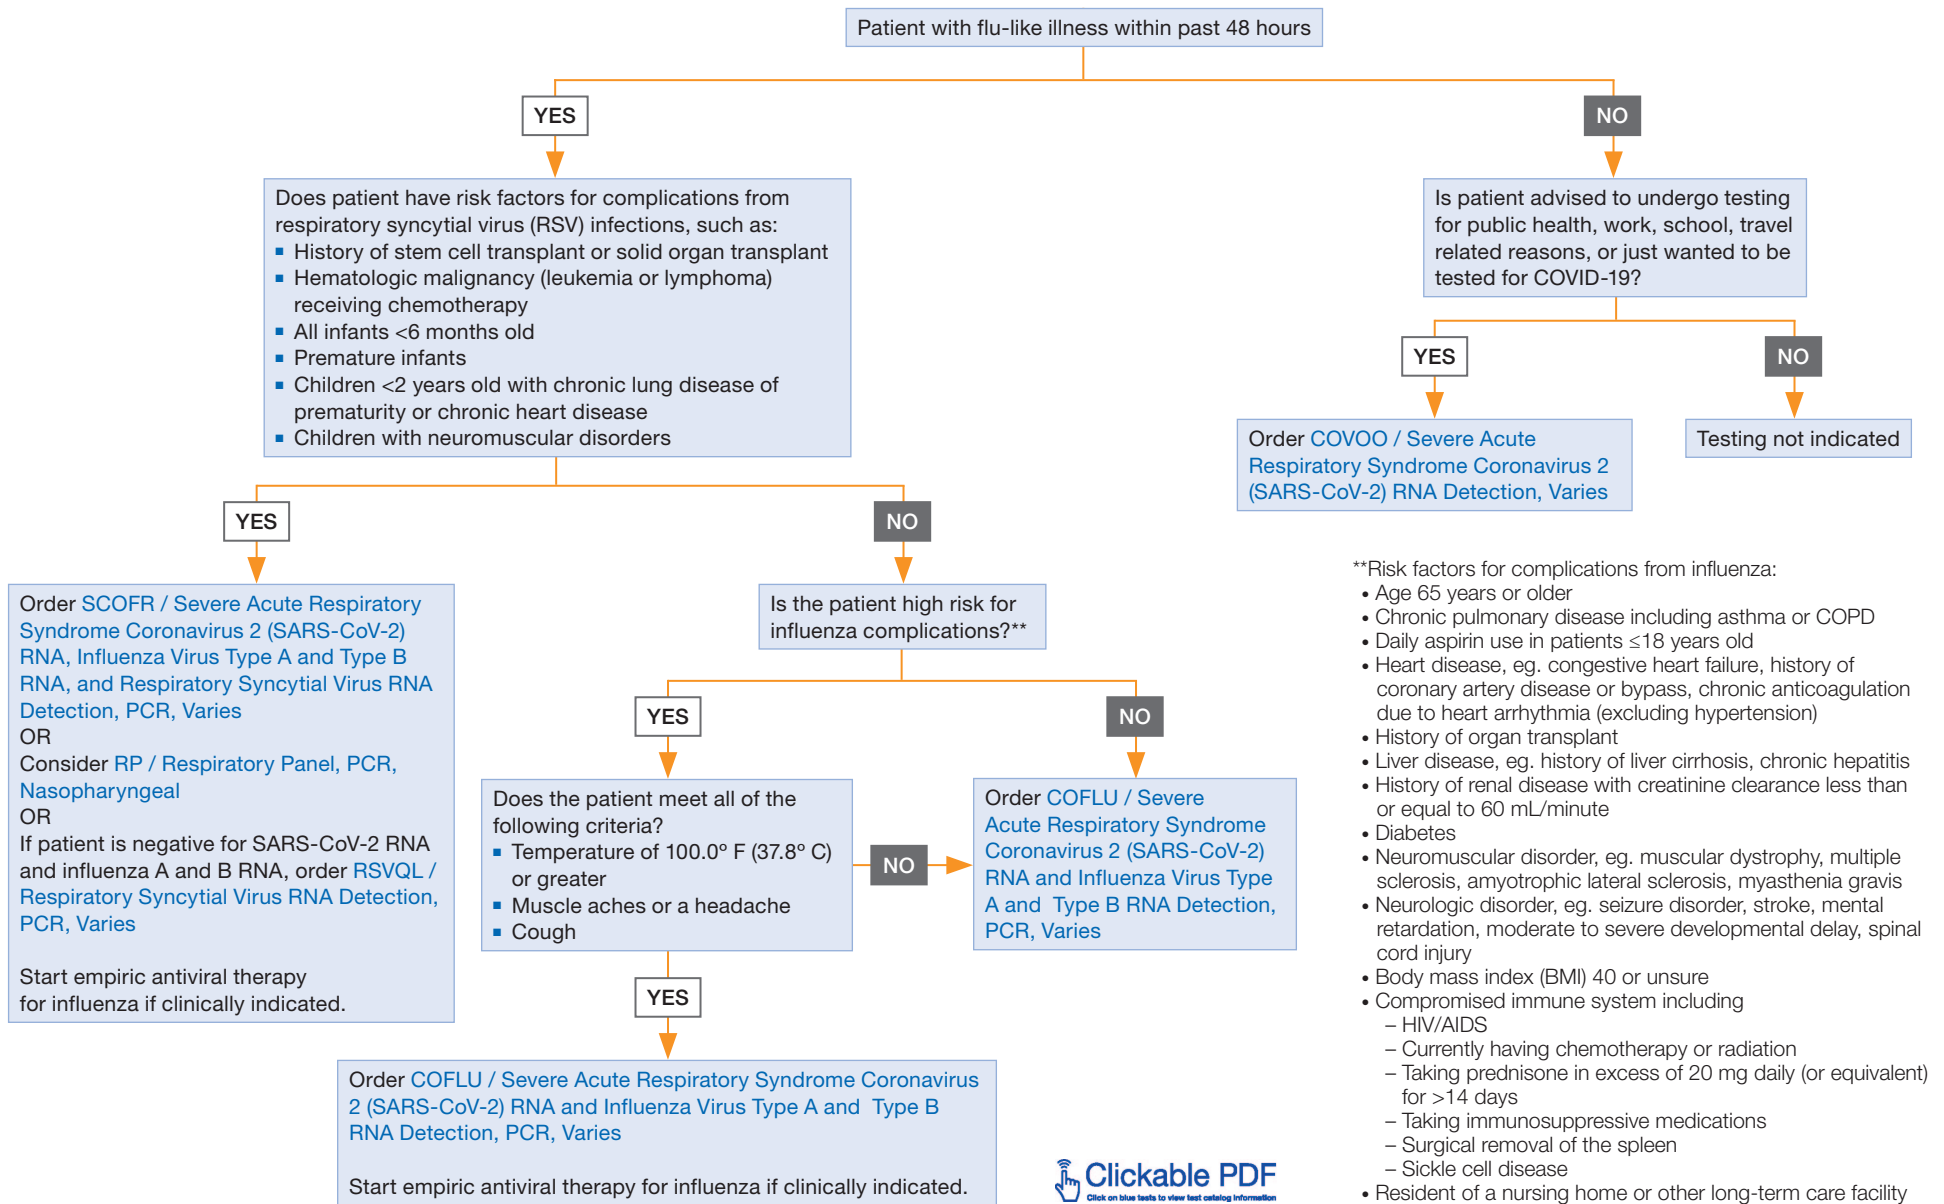 Patient with flu-like illness within past 48 hours
YES
NO
Does patient have risk factors for complications from
respiratory syncytial virus (RSV) infections, such as:
▪ History of stem cell transplant or solid organ transplant
▪ Hematologic malignancy (leukemia or lymphoma)
receiving chemotherapy
▪ All infants <6 months old
▪ Premature infants
▪ Children <2 years old with chronic lung disease of
prematurity or chronic heart disease
▪ Children with neuromuscular disorders
Is patient advised to undergo testing
for public health, work, school, travel
related reasons, or just wanted to be
tested for COVID-19?
YES
NO
Order COVOO / Severe Acute
Respiratory Syndrome Coronavirus 2
(SARS-CoV-2) RNA Detection, Varies
Testing not indicated
YES
NO
Order SCOFR / Severe Acute Respiratory
Syndrome Coronavirus 2 (SARS-CoV-2)
RNA, Influenza Virus Type A and Type B
RNA, and Respiratory Syncytial Virus RNA
Detection, PCR, Varies
OR
Consider RP / Respiratory Panel, PCR,
Nasopharyngeal
OR
If patient is negative for SARS-CoV-2 RNA
and influenza A and B RNA, order RSVQL /
Respiratory Syncytial Virus RNA Detection,
PCR, Varies
Start empiric antiviral therapy
for influenza if clinically indicated.
Is the patient high risk for
influenza complications?**
YES
NO
Does the patient meet all of the
following criteria?
▪ Temperature of 100.0º F (37.8º C)
or greater
▪ Muscle aches or a headache
▪ Cough
NO
Order COFLU / Severe
Acute Respiratory Syndrome
Coronavirus 2 (SARS-CoV-2)
RNA and Influenza Virus Type
A and Type B RNA Detection,
PCR, Varies
YES
Order COFLU / Severe Acute Respiratory Syndrome Coronavirus
2 (SARS-CoV-2) RNA and Influenza Virus Type A and Type B
RNA Detection, PCR, Varies
Start empiric antiviral therapy for influenza if clinically indicated.
Clickable PDF
Click on blue tests to view test catalog information
**Risk factors for complications from influenza:
• Age 65 years or older
• Chronic pulmonary disease including asthma or COPD
• Daily aspirin use in patients ≤18 years old
• Heart disease, eg. congestive heart failure, history of
coronary artery disease or bypass, chronic anticoagulation
due to heart arrhythmia (excluding hypertension)
• History of organ transplant
• Liver disease, eg. history of liver cirrhosis, chronic hepatitis
• History of renal disease with creatinine clearance less than
or equal to 60 mL/minute
• Diabetes
• Neuromuscular disorder, eg. muscular dystrophy, multiple
sclerosis, amyotrophic lateral sclerosis, myasthenia gravis
• Neurologic disorder, eg. seizure disorder, stroke, mental
retardation, moderate to severe developmental delay, spinal
cord injury
• Body mass index (BMI) 40 or unsure
• Compromised immune system including
– HIV/AIDS
– Currently having chemotherapy or radiation
– Taking prednisone in excess of 20 mg daily (or equivalent)
for >14 days
– Taking immunosuppressive medications
– Surgical removal of the spleen
– Sickle cell disease
• Resident of a nursing home or other long-term care facility